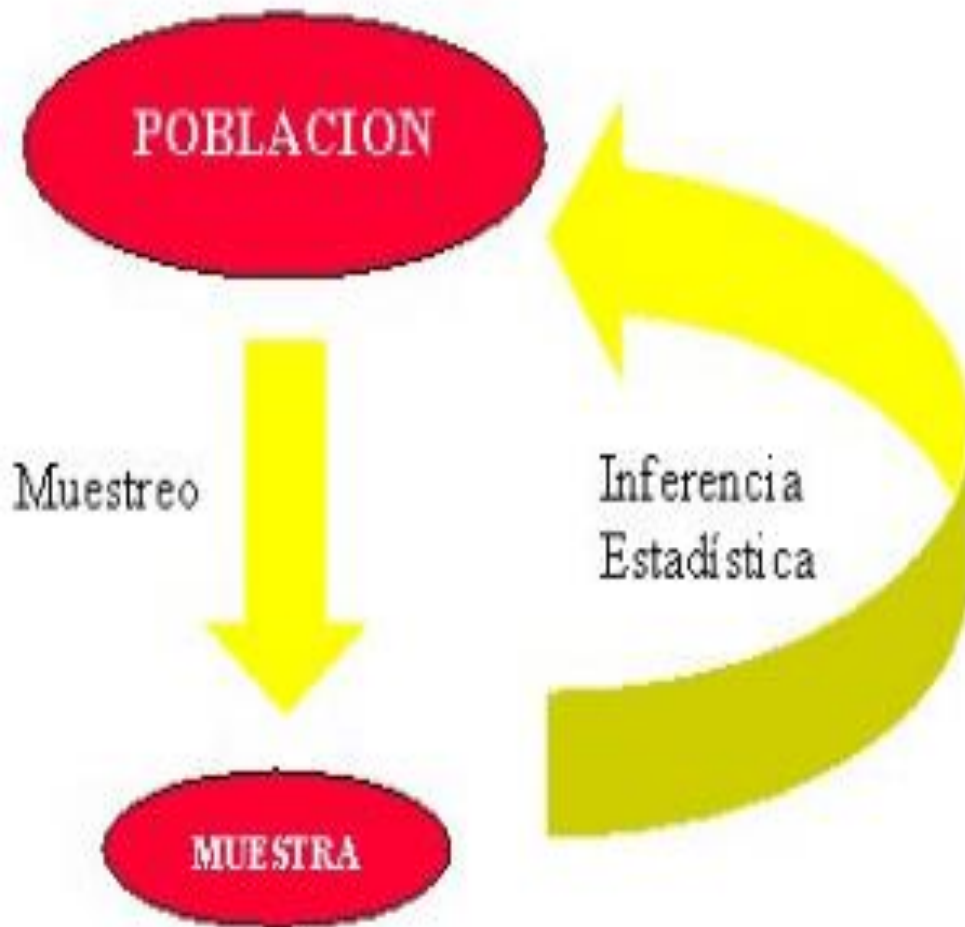 POBLACION
Muestreo
Inferencia
Estadística
MUESTRA